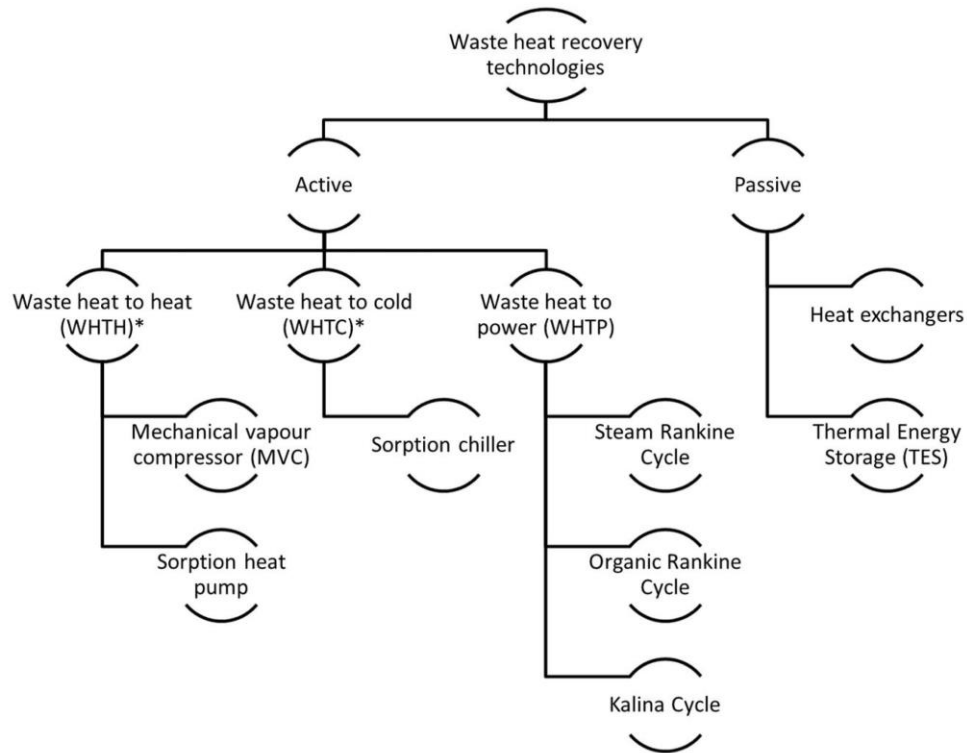 Waste heat recovery
technologies
Active
Passive
Waste heat to heat
(WHTH)*
Waste heat to cold
(WHTC)*
Waste heat to
power (WHTP)
Heat exchangers
Mechanical vapour
compressor (MVC)
Sorption chiller
Steam Rankine
Cycle
Thermal Energy
Storage (TES)
Sorption heat
pump
Organic Rankine
Cycle
Kalina Cycle